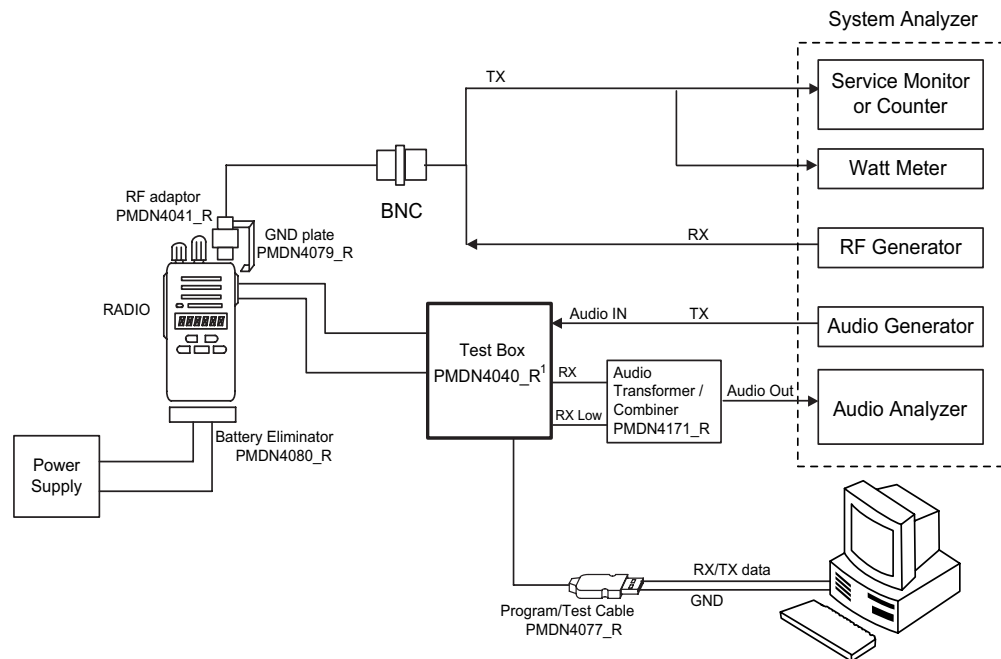 System Analyzer
TX
Service Monitor
or Counter
Watt Meter
BNC
RF adaptor
PMDN4041_R
GND plate
PMDN4079_R
RX
RF Generator
RADIO
Audio IN
TX
Audio Generator
Test Box
PMDN4040_R¹
RX
RX Low
Audio
Transformer /
Combiner
PMDN4171_R
Audio Out
Audio Analyzer
Battery Eliminator
PMDN4080_R
Power
Supply
RX/TX data
GND
Program/Test Cable
PMDN4077_R